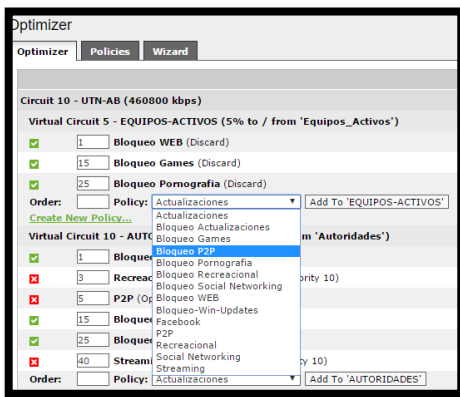 Optimizer
Optimizer Policies Wizard
Circuit 10 - UTN-AB (460800 kbps)
Virtual Circuit 5 - EQUIPOS-ACTIVOS (5% to / from 'Equipos_Activos')
1 Bloqueo WEB (Discard)
15 Bloqueo Games (Discard)
25 Bloqueo Pornografia (Discard)
Order: Policy: Actualizaciones Add To 'EQUIPOS-ACTIVOS'
Create New Policy...
Actualizaciones
Bloqueo Actualizaciones
Bloqueo Games
Bloqueo P2P
Bloqueo Pornografia
Bloqueo Recreacional
Bloqueo Social Networking
Bloqueo WEB
Bloqueo-Win-Updates
Facebook
P2P
Recreacional
Social Networking
Streaming
Virtual Circuit 10 - AUTO m 'Autoridades')
1 Bloque
3 Recreac ority 10)
5 P2P (Op
15 Bloque
25 Bloque
40 Streami ty 10)
Order: Policy: Actualizaciones Add To 'AUTORIDADES'